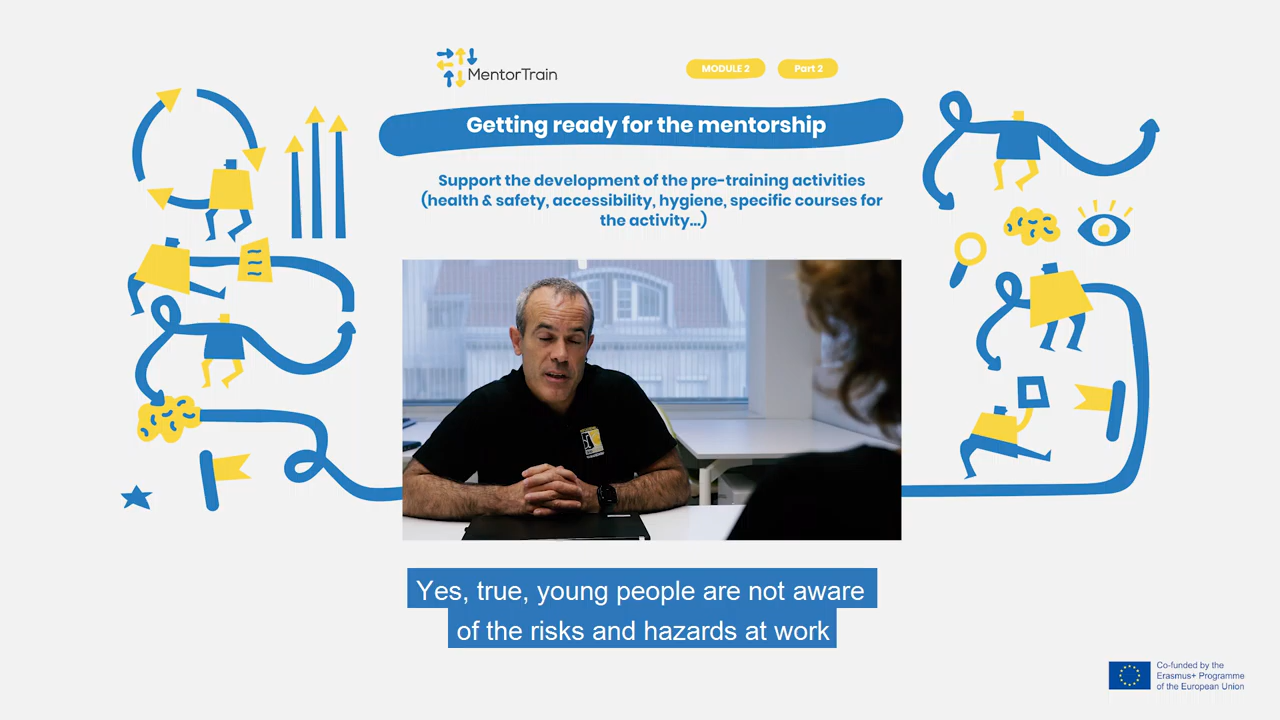 MentorTrain
MODULE 2
Part 2
Getting ready for the mentorship
Support the development of the pre-training activities
(health & safety, accessibility, hygiene, specific courses for
the activity...)
Yes, true, young people are not aware
of the risks and hazards at work
Co-funded by the
Erasmus+ Programme
of the European Union